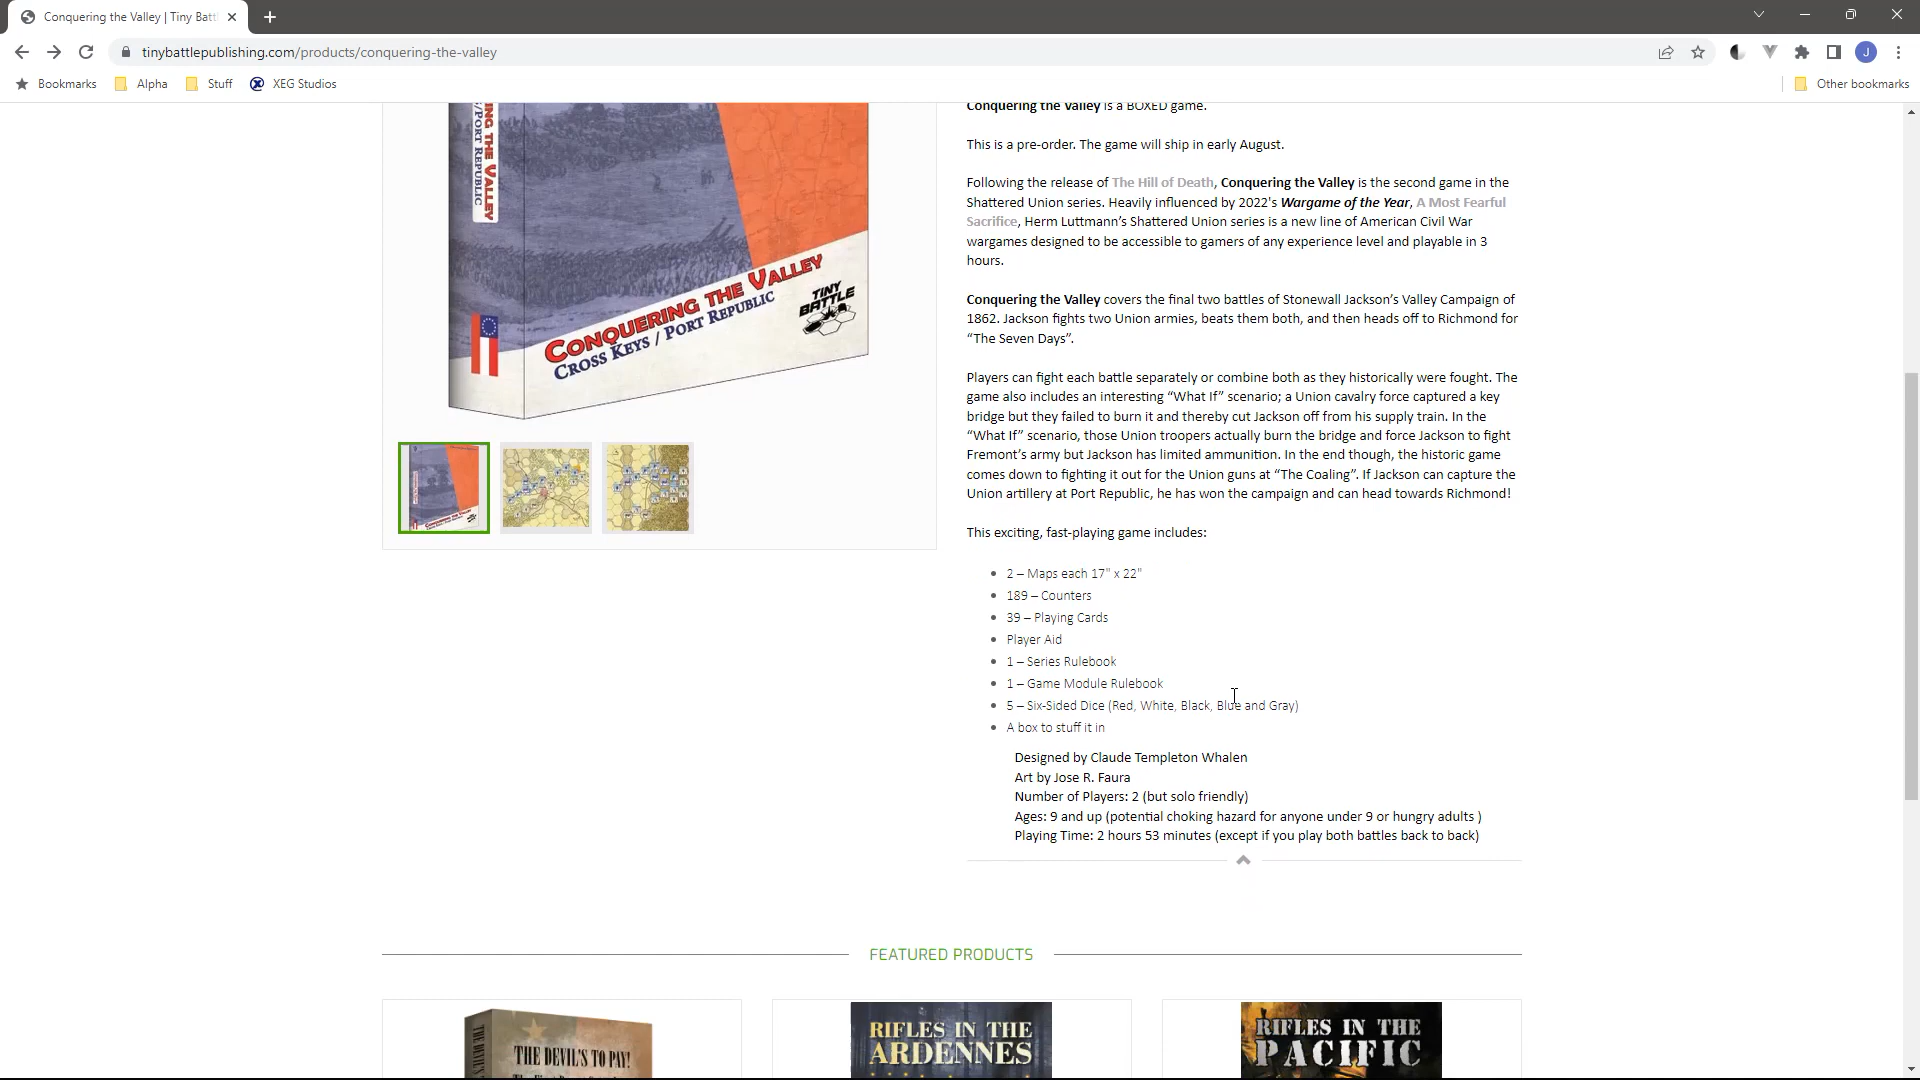 Conquering the Valley | Tiny Batt
tinybattlepublishing.com/products/conquering-the-valley
J
Bookmarks
Alpha
Stuff
XEG Studios
Other bookmarks
ING THE VALLEY
/PORT REPUBLIC
CONQUERING THE VALLEY
CROSS KEYS / PORT REPUBLIC
TINY
BATTLE
Conquering the Valley is a BOXED game.
This is a pre-order. The game will ship in early August.
Following the release of The Hill of Death, Conquering the Valley is the second game in the
Shattered Union series. Heavily influenced by 2022's Wargame of the Year, A Most Fearful
Sacrifice, Herm Luttmann’s Shattered Union series is a new line of American Civil War
wargames designed to be accessible to gamers of any experience level and playable in 3
hours.
Conquering the Valley covers the final two battles of Stonewall Jackson’s Valley Campaign of
1862. Jackson fights two Union armies, beats them both, and then heads off to Richmond for
“The Seven Days”.
Players can fight each battle separately or combine both as they historically were fought. The
game also includes an interesting “What If” scenario; a Union cavalry force captured a key
bridge but they failed to burn it and thereby cut Jackson off from his supply train. In the
“What If” scenario, those Union troopers actually burn the bridge and force Jackson to fight
Fremont’s army but Jackson has limited ammunition. In the end though, the historic game
comes down to fighting it out for the Union guns at “The Coaling”. If Jackson can capture the
Union artillery at Port Republic, he has won the campaign and can head towards Richmond!
This exciting, fast-playing game includes:
• 2 – Maps each 17" x 22"
• 189 – Counters
• 39 – Playing Cards
• Player Aid
• 1 – Series Rulebook
• 1 – Game Module Rulebook
• 5 – Six-Sided Dice (Red, White, Black, Blue and Gray)
• A box to stuff it in
Designed by Claude Templeton Whalen
Art by Jose R. Faura
Number of Players: 2 (but solo friendly)
Ages: 9 and up (potential choking hazard for anyone under 9 or hungry adults )
Playing Time: 2 hours 53 minutes (except if you play both battles back to back)
FEATURED PRODUCTS
THE DEVIL'S TO PAY!
RIFLES IN THE
ARDENNES
RIFLES IN THE
PACIFIC